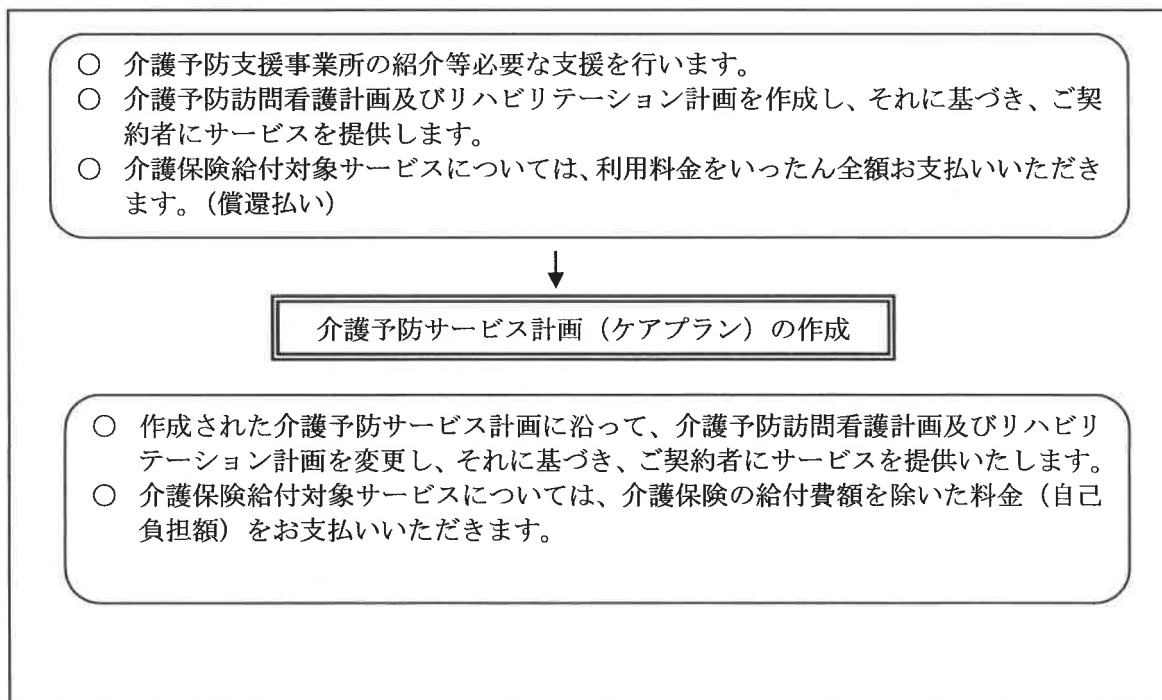 ○ 介護予防支援事業所の紹介等必要な支援を行います。
○ 介護予防訪問看護計画及びリハビリテーション計画を作成し、それに基づき、ご契
約者にサービスを提供します。
○ 介護保険給付対象サービスについては、利用料金をいったん全額お支払いいただき
ます。（償還払い）
↓
介護予防サービス計画（ケアプラン）の作成
○ 作成された介護予防サービス計画に沿って、介護予防訪問看護計画及びリハビリ
テーション計画を変更し、それに基づき、ご契約者にサービスを提供いたします。
○ 介護保険給付対象サービスについては、介護保険の給付費額を除いた料金（自己
負担額）をお支払いいただきます。